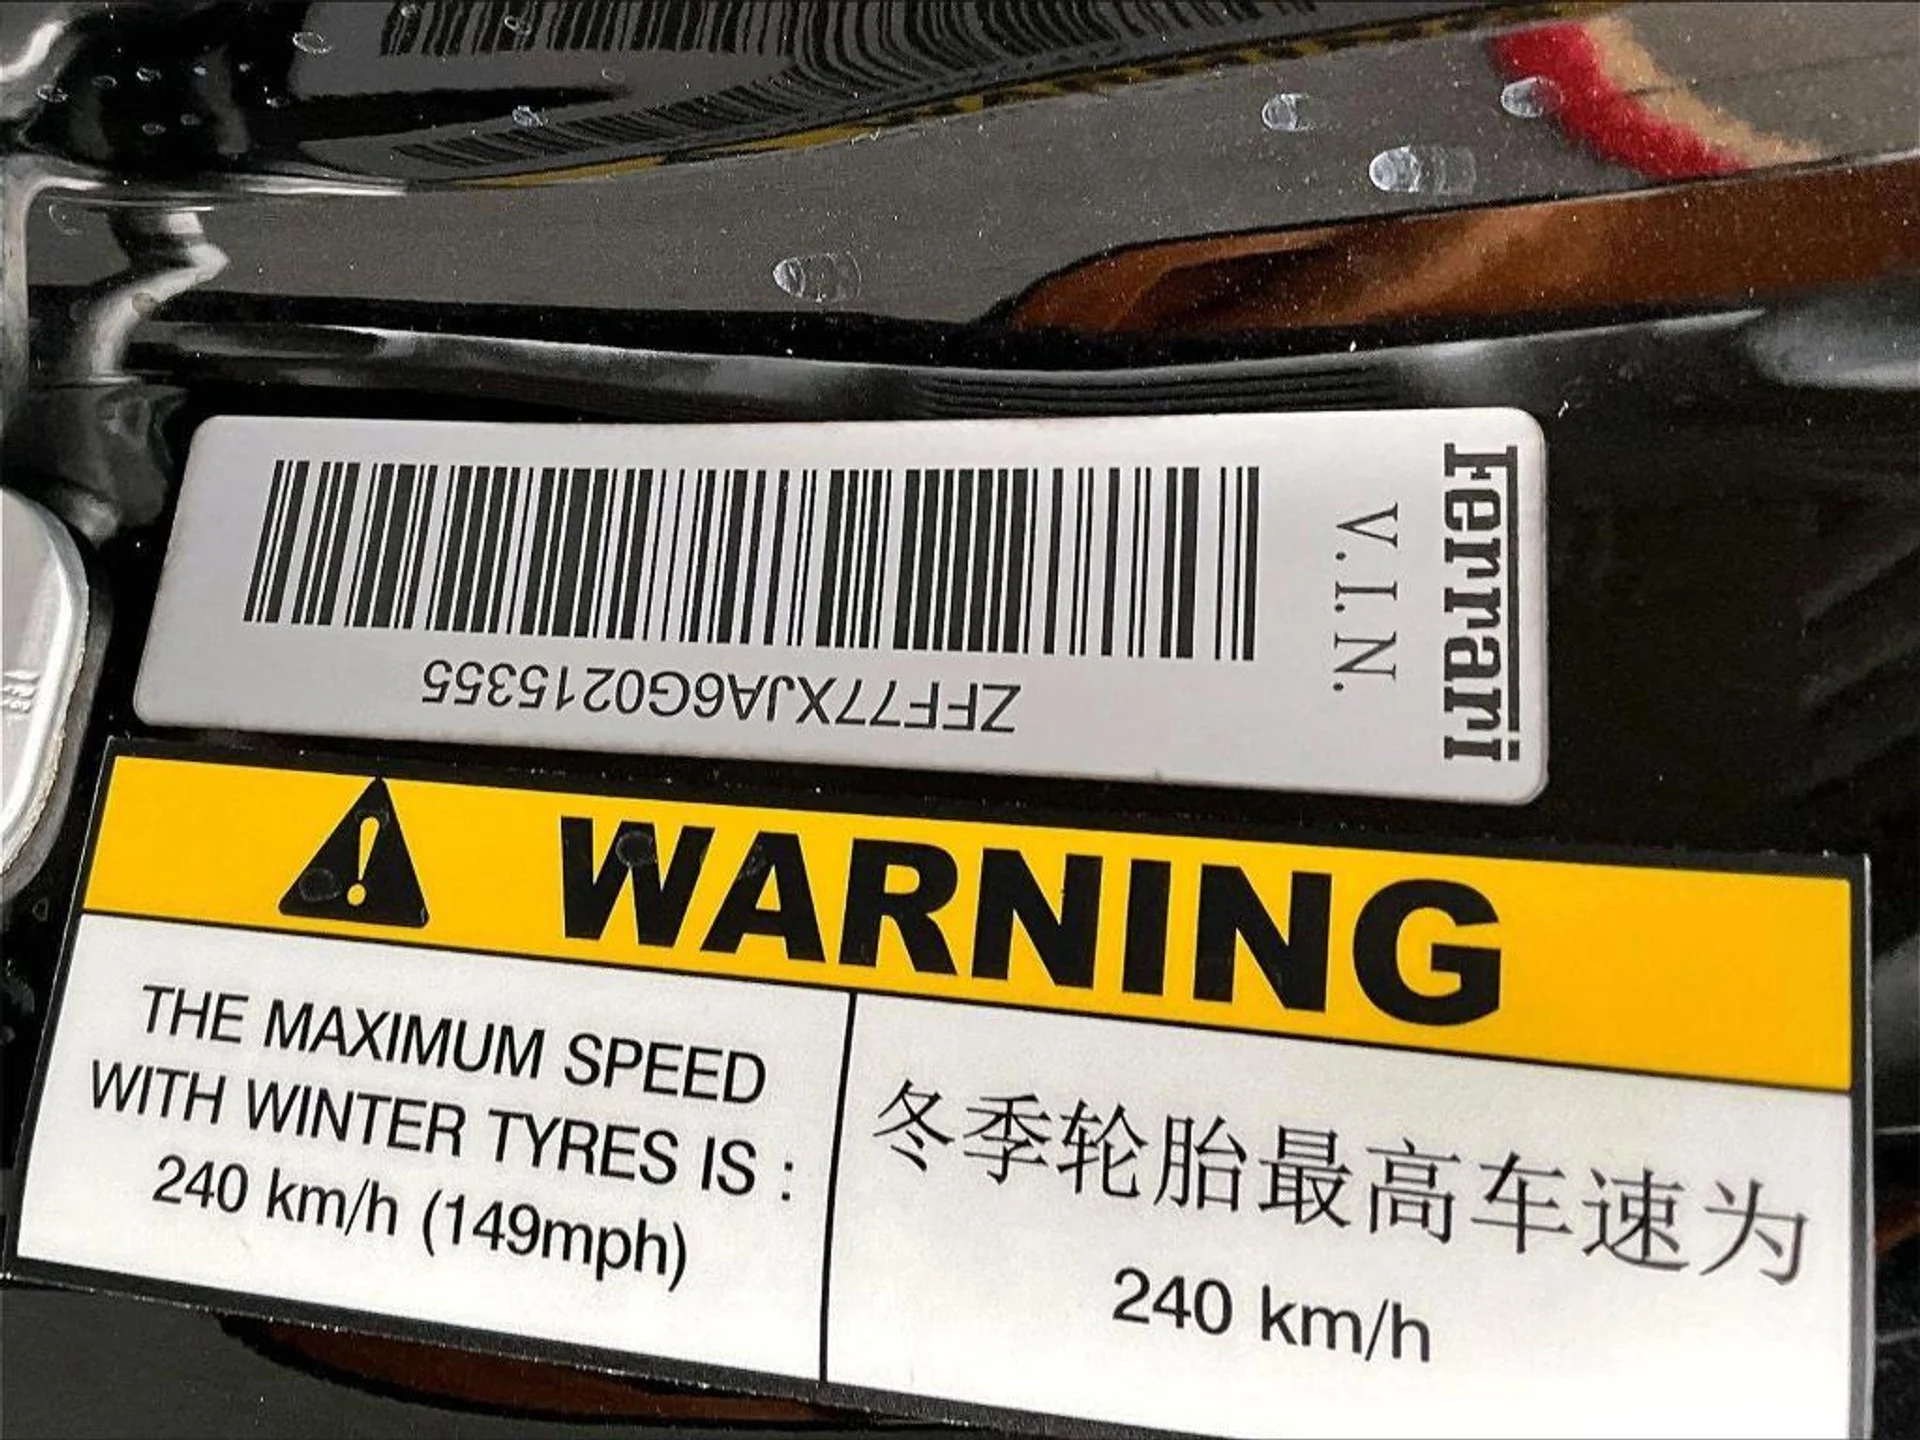 Ferrari
V.I.N.
ZFF77XJA6G0215355
WARNING
THE MAXIMUM SPEED
WITH WINTER TYRES IS :
240 km/h (149mph)
冬季轮胎最高车速为
240 km/h